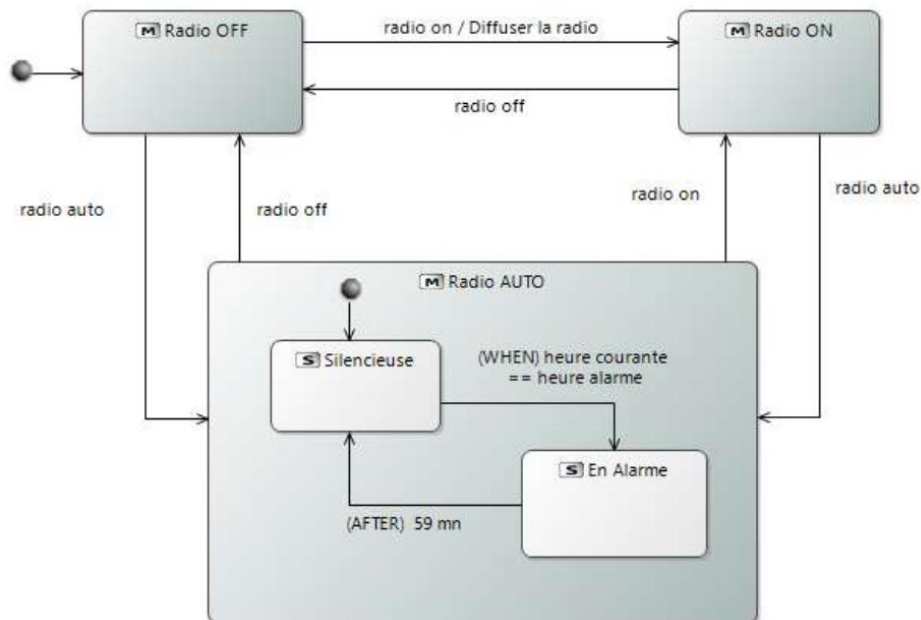 M Radio OFF
radio on / Diffuser la radio
M Radio ON
radio off
radio auto
radio off
radio on
radio auto
M Radio AUTO
S Silencieuse
(WHEN) heure courante
== heure alarme
S En Alarme
(AFTER) 59 mn